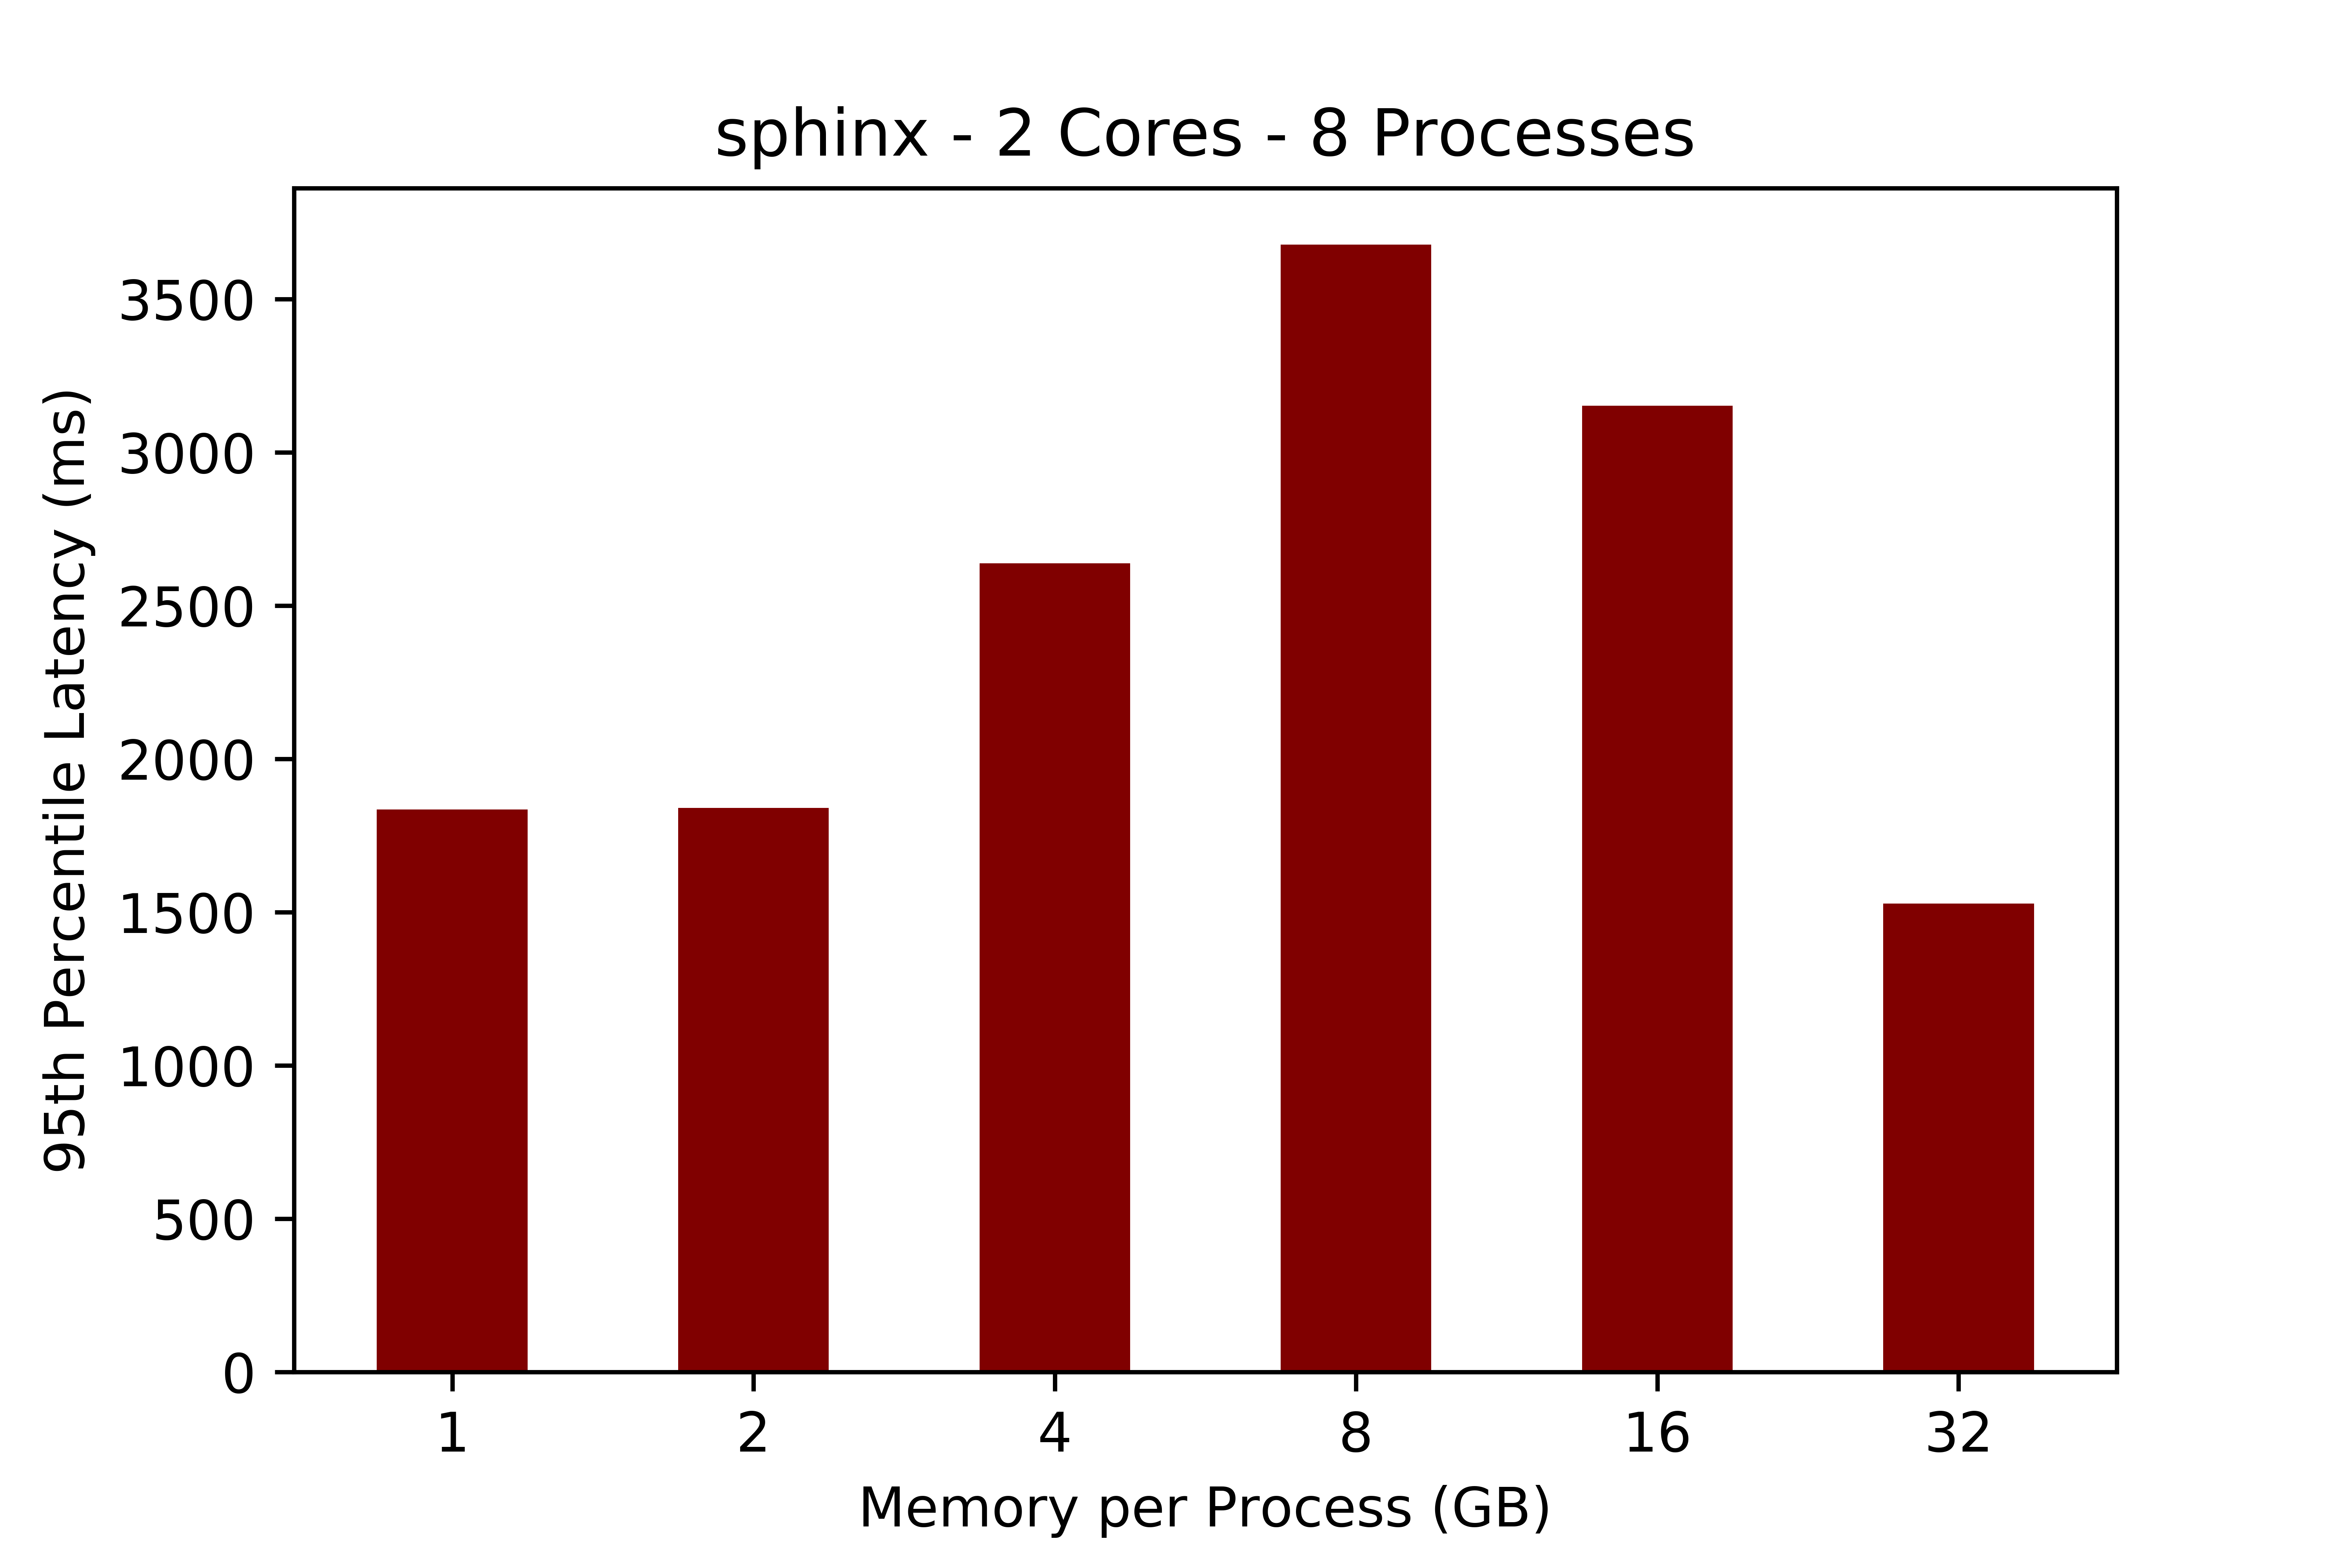 sphinx - 2 Cores - 8 Processes
95th Percentile Latency (ms)
3500
3000
2500
2000
1500
1000
500
0
1 2 4 8 16 32
Memory per Process (GB)